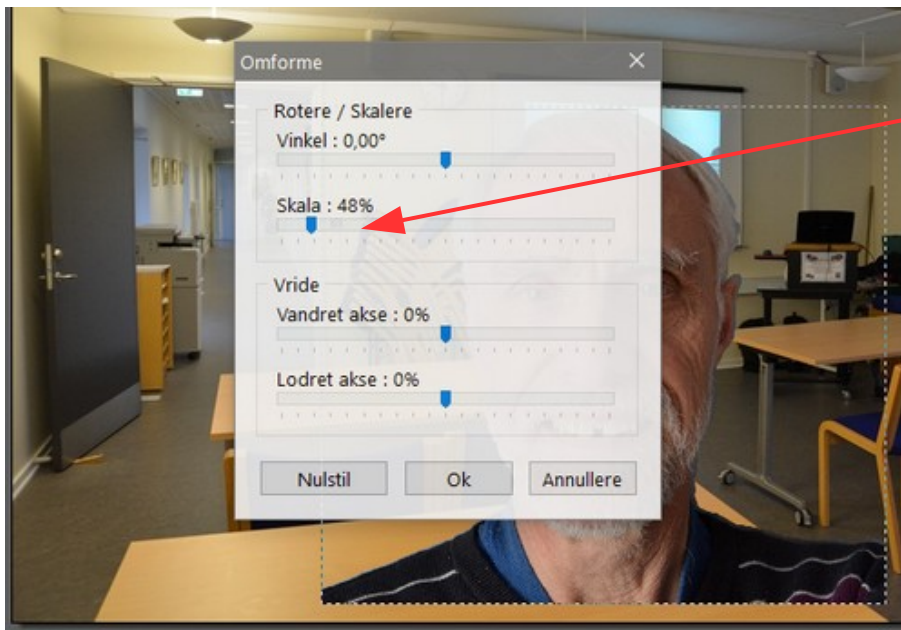 Omforme
Rotere / Skalere
Vinkel : 0,00°
Skala : 48%
Vride
Vandret akse : 0%
Lodret akse : 0%
Nulstil Ok Annullere